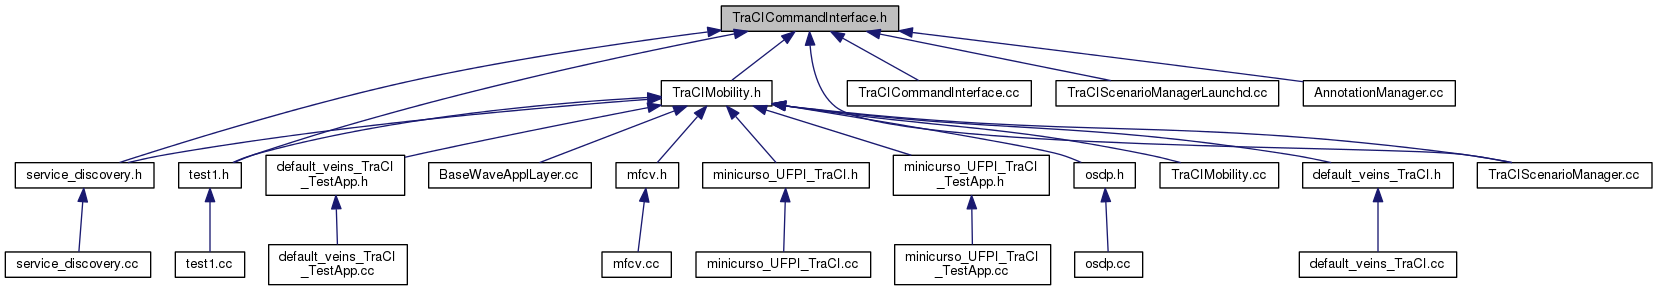 TraCICommandInterface.h
TraCIMobility.h
TraCICommandInterface.cc
TraCIScenarioManagerLaunchd.cc
AnnotationManager.cc
service_discovery.h
test1.h
default_veins_TraCI
_TestApp.h
BaseWaveApplLayer.cc
mfcv.h
minicurso_UFPI_TraCI.h
minicurso_UFPI_TraCI
_TestApp.h
osdp.h
TraCIMobility.cc
default_veins_TraCI.h
TraCIScenarioManager.cc
service_discovery.cc
test1.cc
default_veins_TraCI
_TestApp.cc
mfcv.cc
minicurso_UFPI_TraCI.cc
minicurso_UFPI_TraCI
_TestApp.cc
osdp.cc
default_veins_TraCI.cc